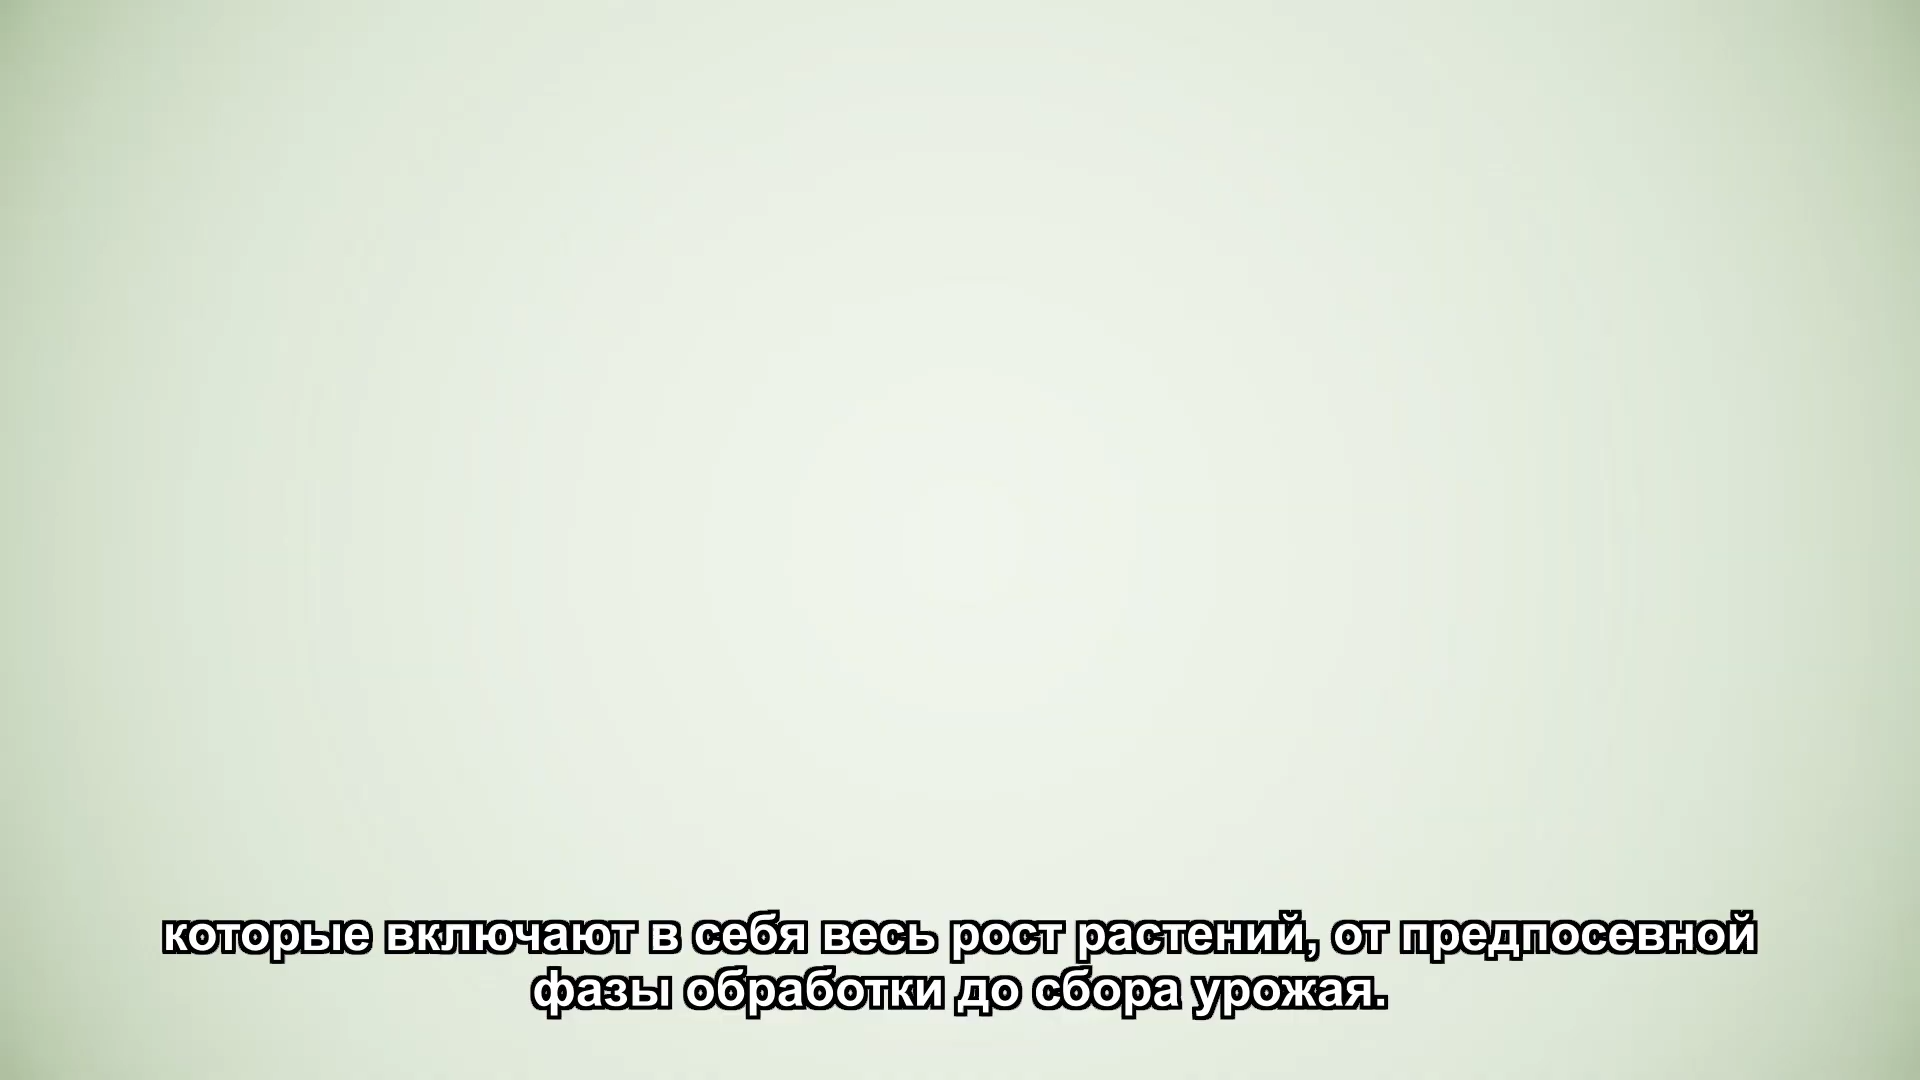 которые включают в себя весь рост растений, от предпосевной
фазы обработки до сбора урожая.